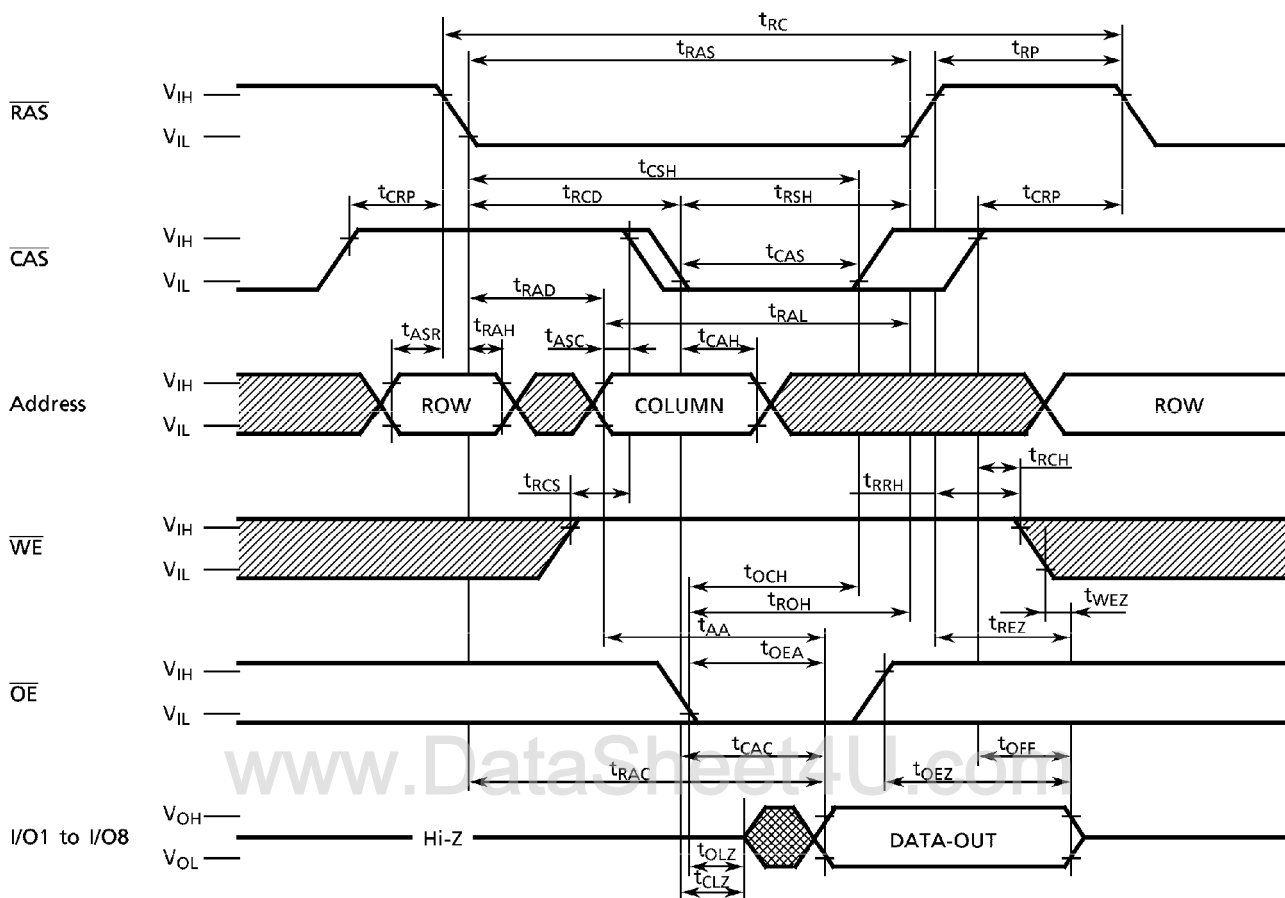 tRC
tRAS tRP
RAS VIH
VIL
tCSH
tCRP tRCD tRSH tCRP
CAS VIH
VIL
tCAS
tRAD tRAL
tASR tRAH tASC tCAH
Address VIH
VIL
ROW COLUMN ROW
tRCH
tRCS tRRH
WE VIH
VIL
tOCH
tROH tWEZ
tAA tREZ
tOEA
OE VIH
VIL
www.DataSheet4U.com
tCAC tOFF
tRAC tOEZ
I/O1 to I/O8 VOH
VOL
Hi-Z DATA-OUT
tOLZ
tCLZ